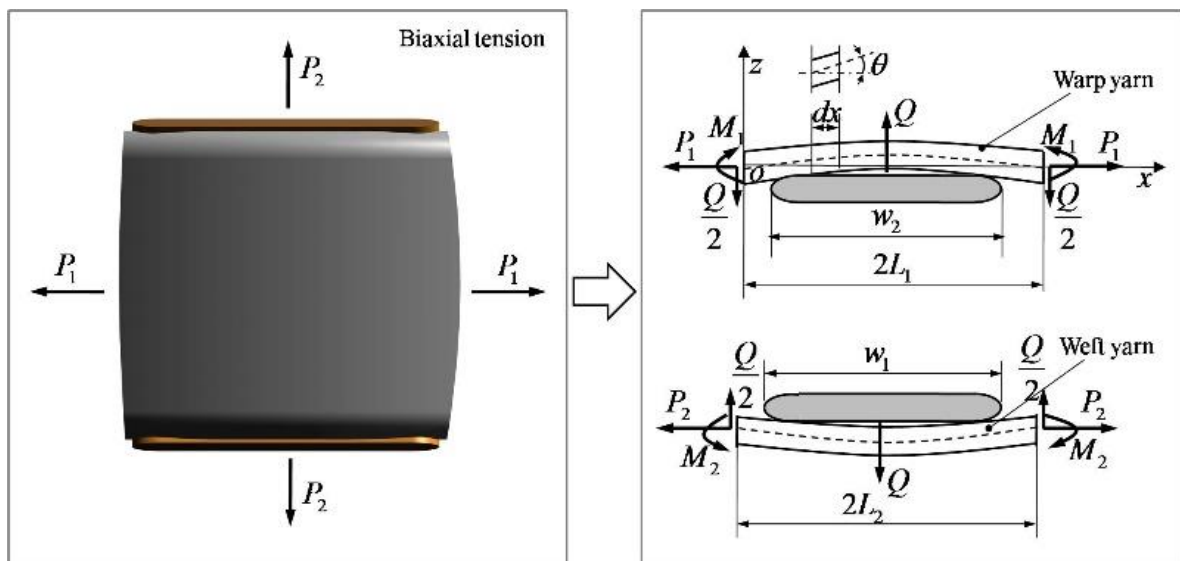 Biaxial tension
P₂
P₁
P₁
P₂
z
θ
dx
Q
Warp yarn
M₁
M₁
P₁
P₁
o
x
Q/2
Q/2
w₂
2L₁
w₁
Weft yarn
Q/2
Q/2
P₂
P₂
M₂
M₂
Q
2L₂